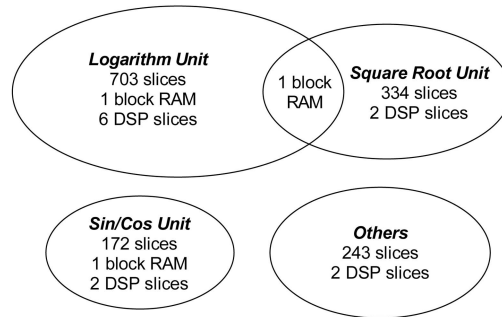 Logarithm Unit
703 slices
1 block RAM
6 DSP slices
1 block
RAM
Square Root Unit
334 slices
2 DSP slices
Sin/Cos Unit
172 slices
1 block RAM
2 DSP slices
Others
243 slices
2 DSP slices